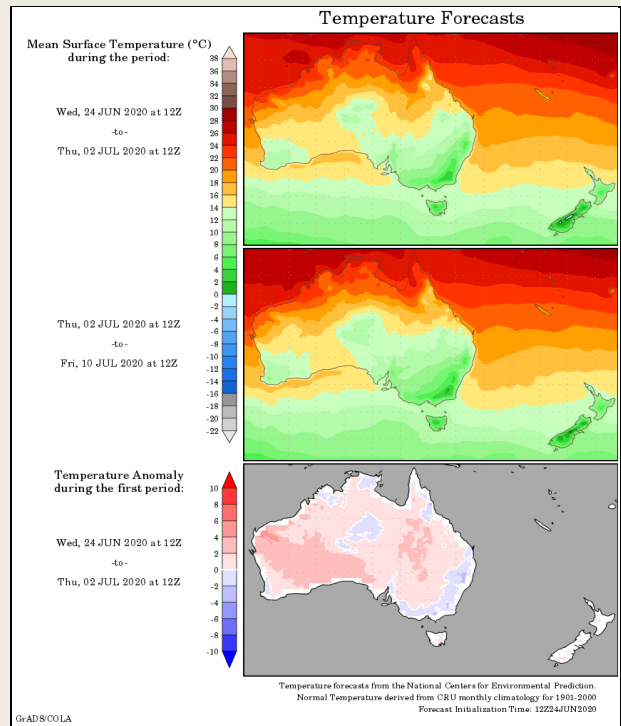 Temperature Forecasts
Mean Surface Temperature (°C)
during the period:
Wed, 24 JUN 2020 at 12Z
-to-
Thu, 02 JUL 2020 at 12Z
38
36
34
32
30
28
26
24
22
20
18
16
14
12
10
8
6
4
2
0
-2
-4
-6
-8
-10
-12
-14
-16
-18
-20
-22
Thu, 02 JUL 2020 at 12Z
-to-
Fri, 10 JUL 2020 at 12Z
Temperature Anomaly
during the first period:
Wed, 24 JUN 2020 at 12Z
-to-
Thu, 02 JUL 2020 at 12Z
10
8
6
4
2
0
-2
-4
-6
-8
-10
Temperature forecasts from the National Centers for Environmental Prediction.
Normal Temperature derived from CRU monthly climatology for 1901-2000
Forecast Initialization Time: 12Z24JUN2020
GrADS/COLA